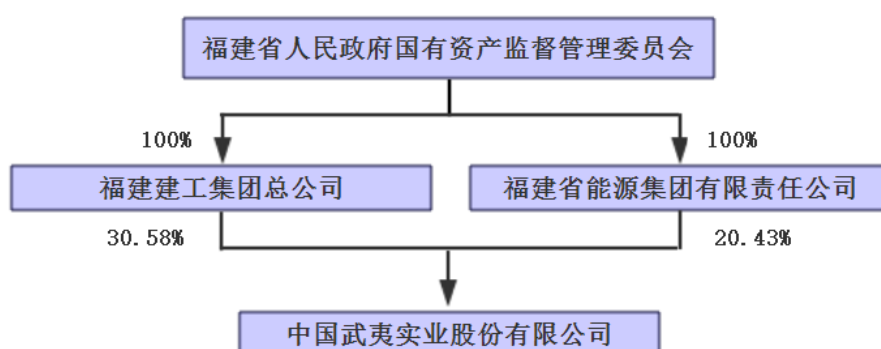 福建省人民政府国有资产监督管理委员会
100% 100%
福建建工集团总公司 福建省能源集团有限责任公司
30.58% 20.43%
中国武夷实业股份有限公司